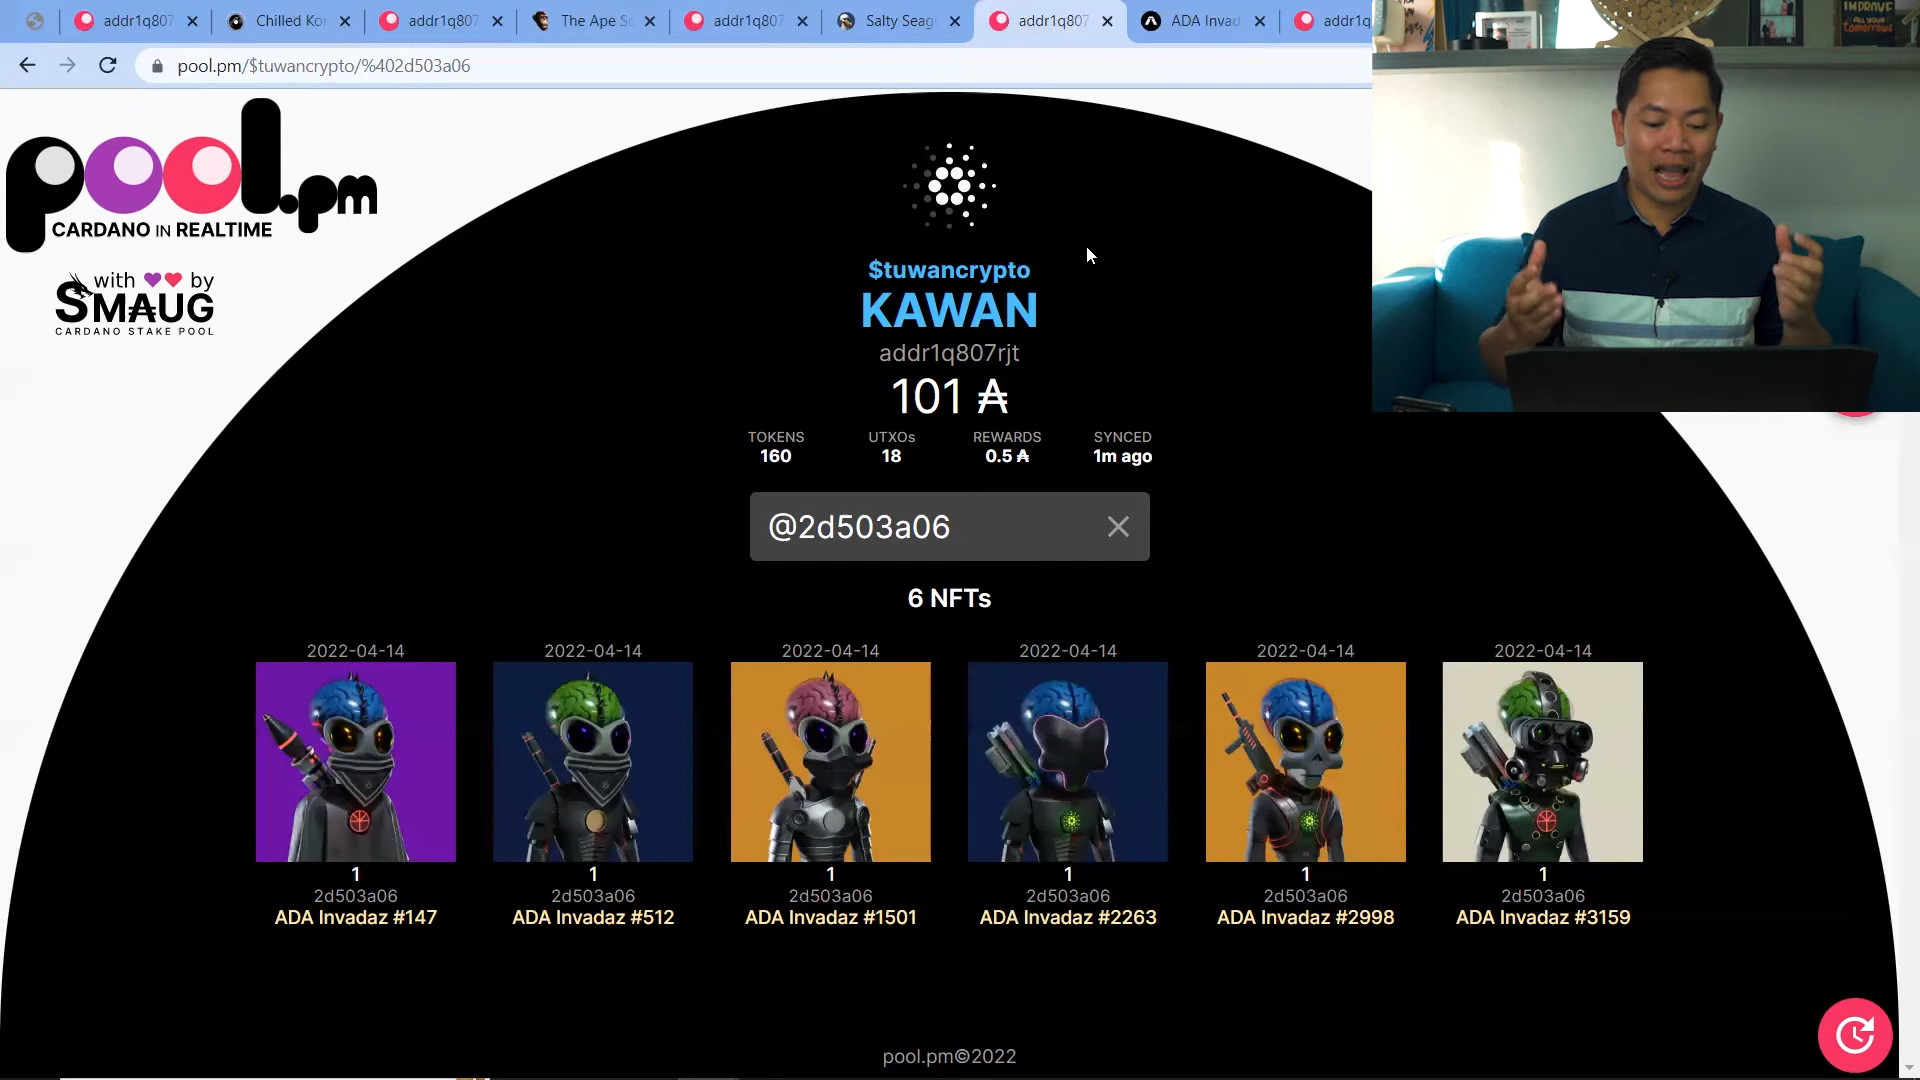 addr1q807
Chilled Ko
addr1q807
The Ape S
addr1q807
Salty Seag
addr1q807
ADA Invad
addr1q
pool.pm/$tuwancrypto/%402d503a06
IMPROVE
ALL YOUR
TOMORROWS
pool.pm
CARDANO IN REALTIME
with by
SMAUG
CARDANO STAKE POOL
$tuwancrypto
KAWAN
addr1q807rjt
101 ₳
TOKENS UTXOs REWARDS SYNCED
160 18 0.5 ₳ 1m ago
@2d503a06
6 NFTs
2022-04-14 2022-04-14 2022-04-14 2022-04-14 2022-04-14 2022-04-14
1 1 1 1 1 1
2d503a06 2d503a06 2d503a06 2d503a06 2d503a06 2d503a06
ADA Invadaz #147 ADA Invadaz #512 ADA Invadaz #1501 ADA Invadaz #2263 ADA Invadaz #2998 ADA Invadaz #3159
pool.pm©2022